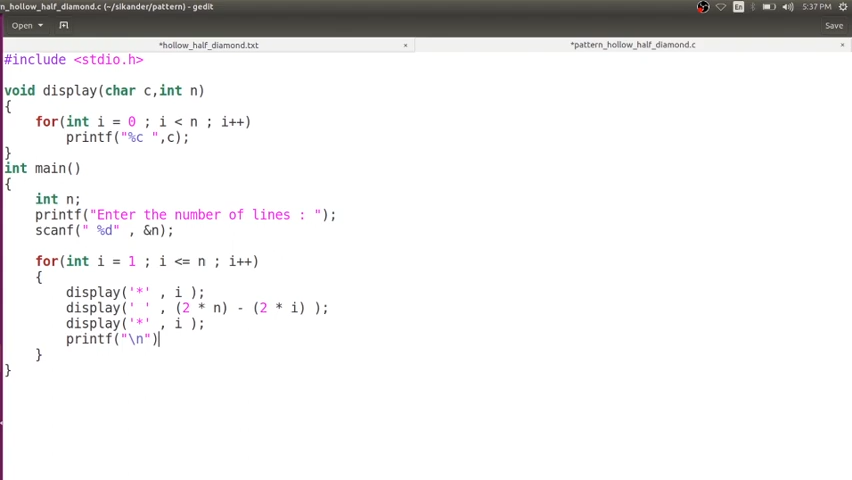 n_hollow_half_diamond.c (~/sikander/pattern) - gedit
En
5:37 PM
Open
Save
*hollow_half_diamond.txt
×
*pattern_hollow_half_diamond.c
×
#include <stdio.h>
void display(char c,int n)
{
for(int i = 0 ; i < n ; i++)
printf("%c ",c);
}
int main()
{
int n;
printf("Enter the number of lines : ");
scanf(" %d" , &n);
for(int i = 1 ; i <= n ; i++)
{
display('*' , i );
display(' ' , (2 * n) - (2 * i) );
display('*' , i );
printf("\n")
}
}